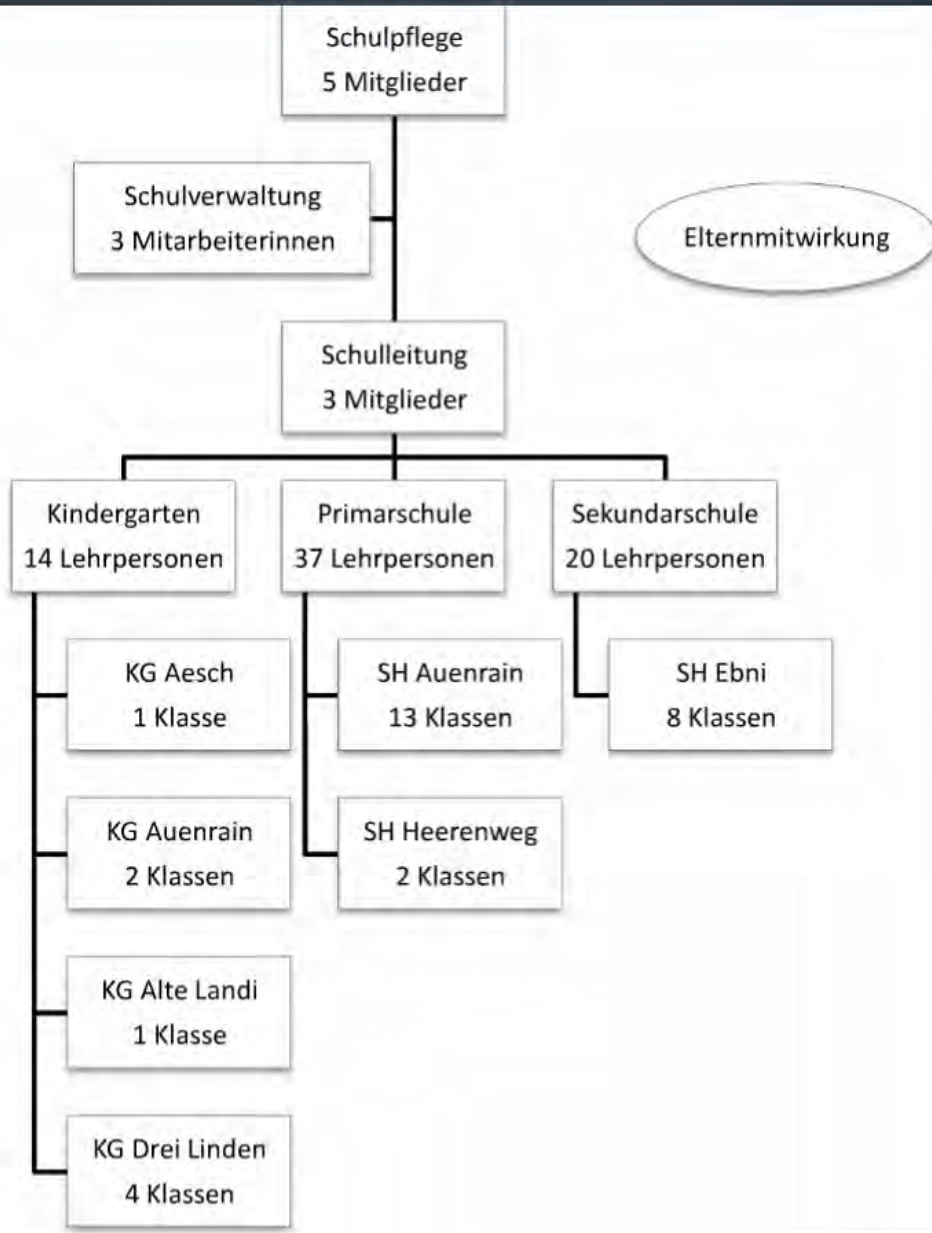 Schulpflege
5 Mitglieder
Schulverwaltung
3 Mitarbeiterinnen
Elternmitwirkung
Schulleitung
3 Mitglieder
Kindergarten
14 Lehrpersonen
Primarschule
37 Lehrpersonen
Sekundarschule
20 Lehrpersonen
KG Aesch
1 Klasse
SH Auenrain
13 Klassen
SH Ebni
8 Klassen
KG Auenrain
2 Klassen
SH Heerenweg
2 Klassen
KG Alte Landi
1 Klasse
KG Drei Linden
4 Klassen